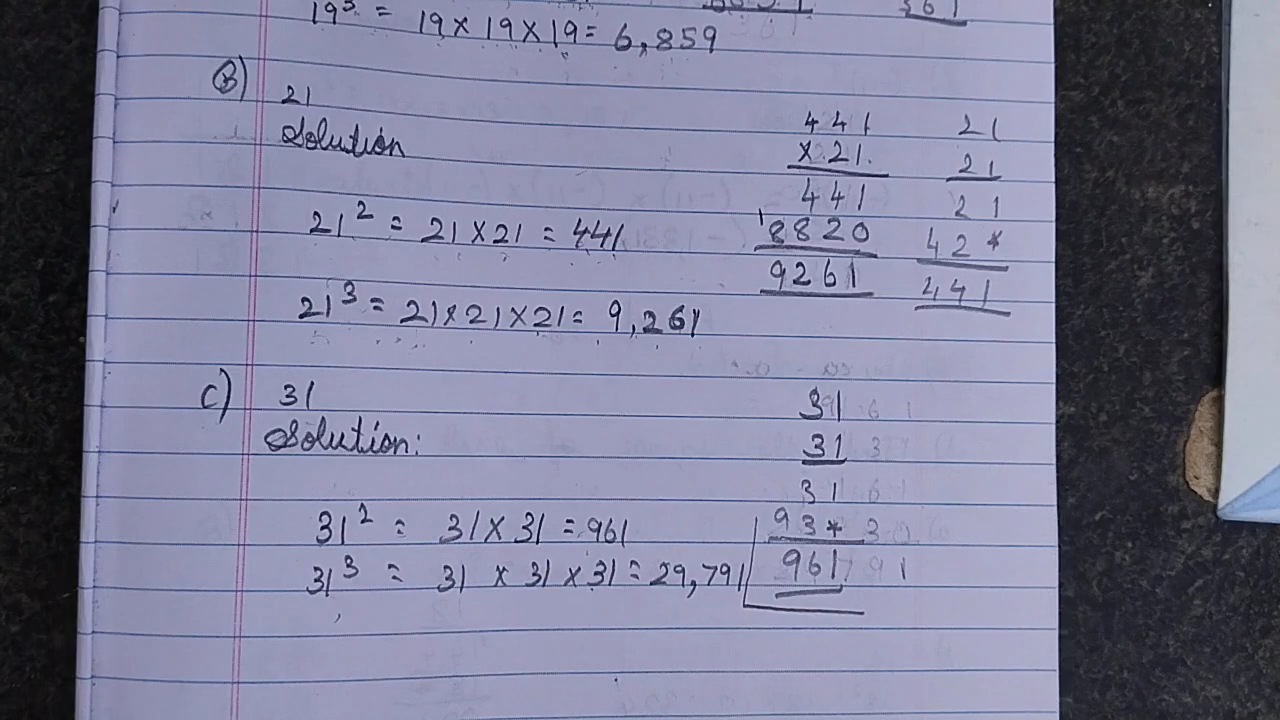 19³ = 19×19×19= 6,859
361
B) 21
Solution
21² = 21×21 = 441
21³ = 21×21×21= 9,261
441
×21.
441
8820
9261
21
21
21
42*
441
C) 31
Solution:
31² = 31×31 =961
31³ = 31 × 31 ×31=29,791
31
31
31
93*
961